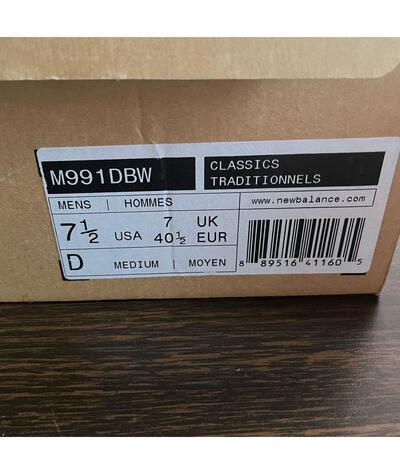 M991DBW
CLASSICS
TRADITIONNELS
MENS | HOMMES
www.newbalance.com
7½ USA 7 UK
40½ EUR
D MEDIUM | MOYEN
8 89516 41160 5